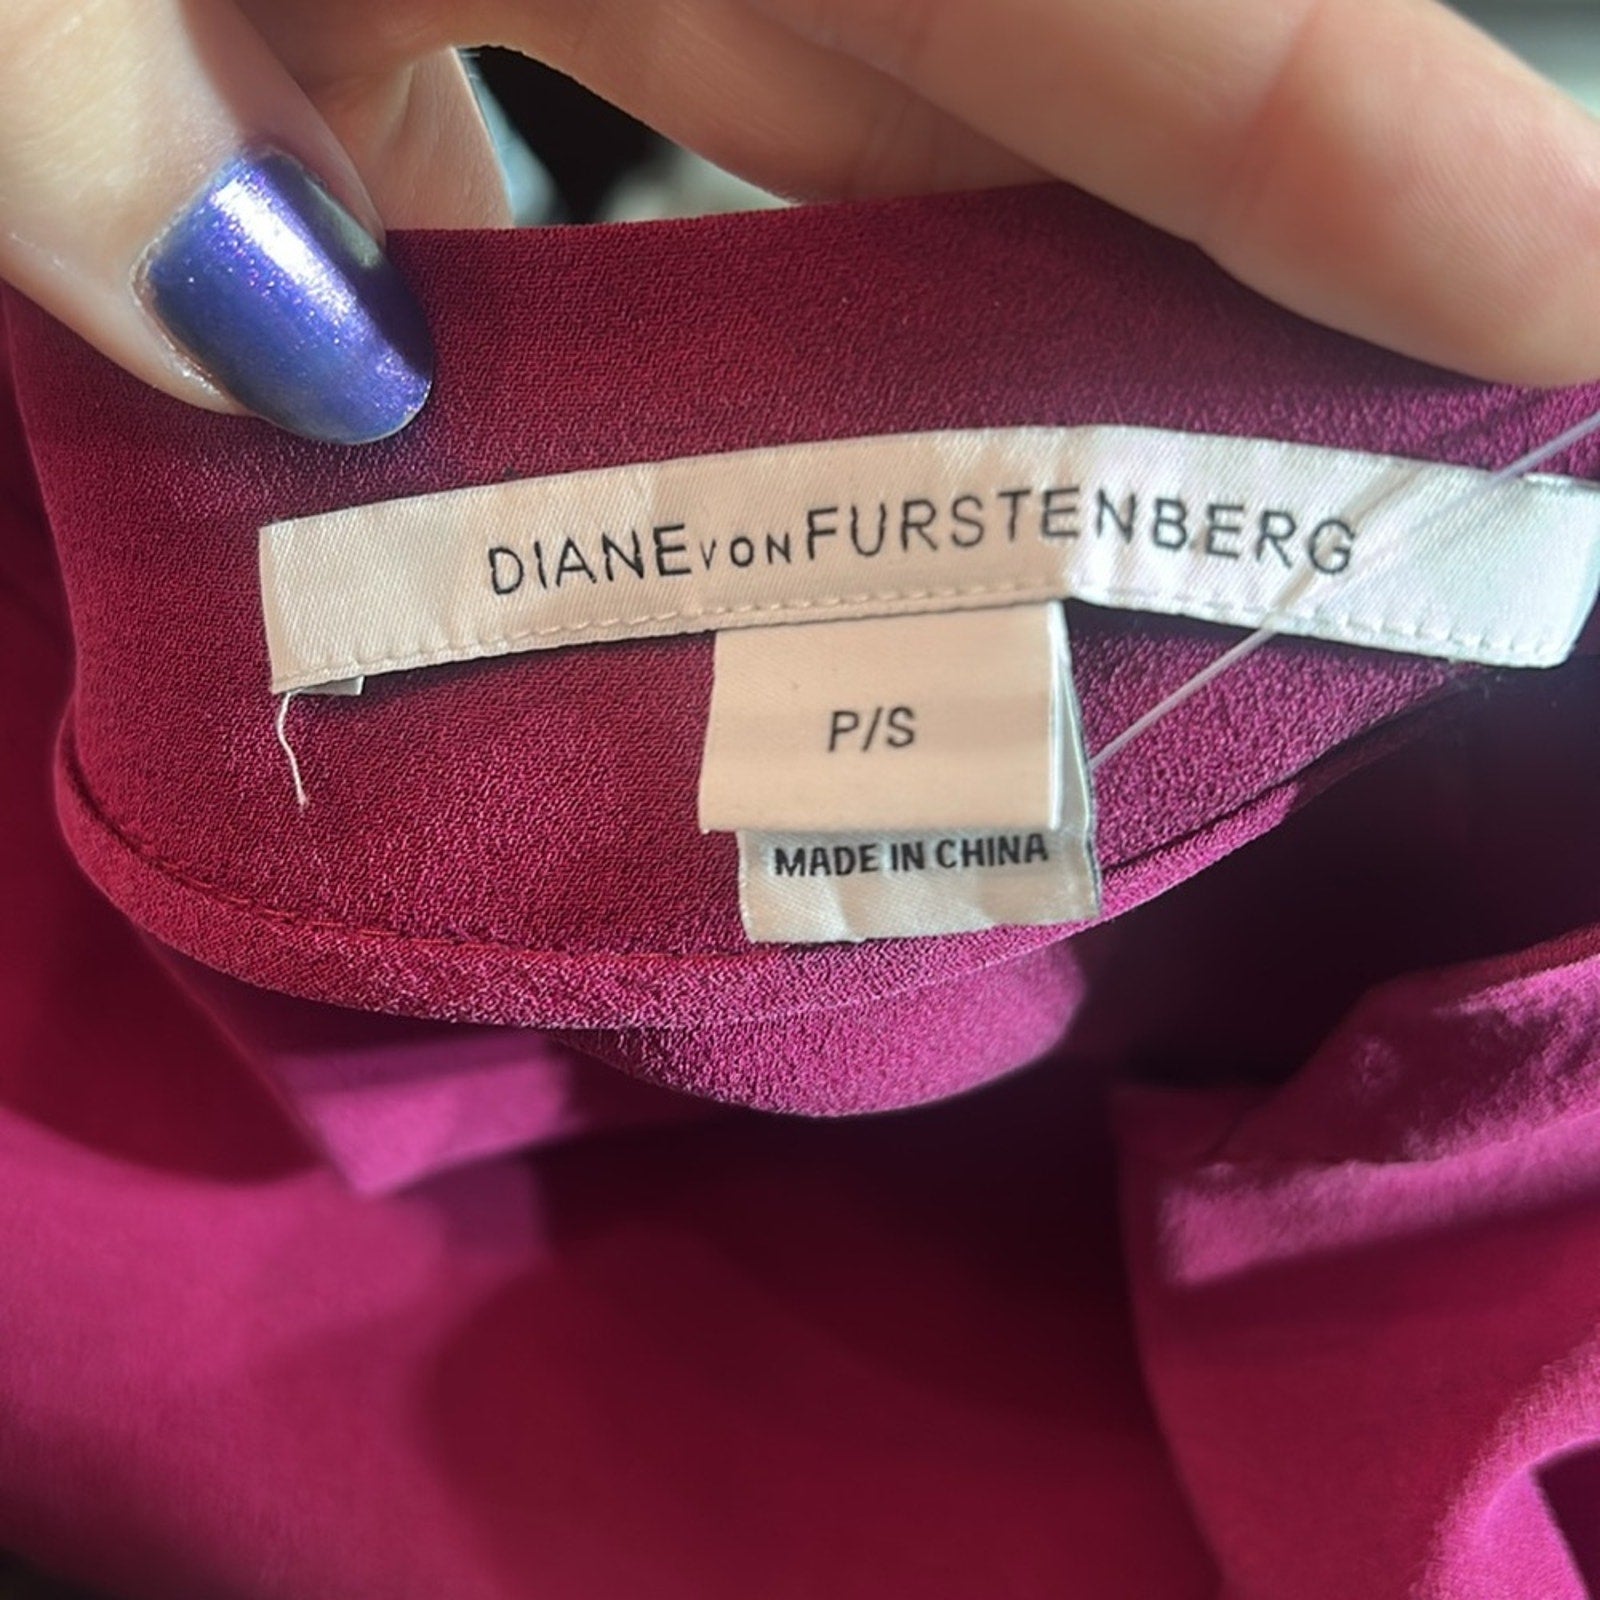 DIANE VON FURSTENBERG
P/S
MADE IN CHINA